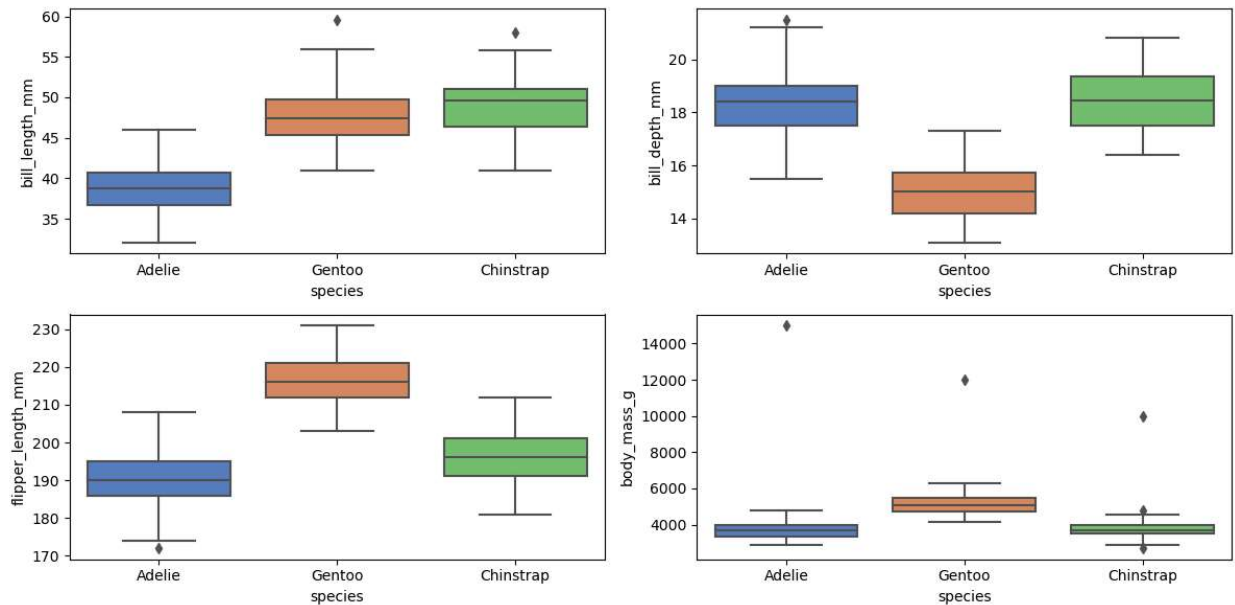 bill_length_mm
60
55
50
45
40
35
Adelie Gentoo Chinstrap
species
bill_depth_mm
20
18
16
14
Adelie Gentoo Chinstrap
species
flipper_length_mm
230
220
210
200
190
180
170
Adelie Gentoo Chinstrap
species
body_mass_g
14000
12000
10000
8000
6000
4000
Adelie Gentoo Chinstrap
species